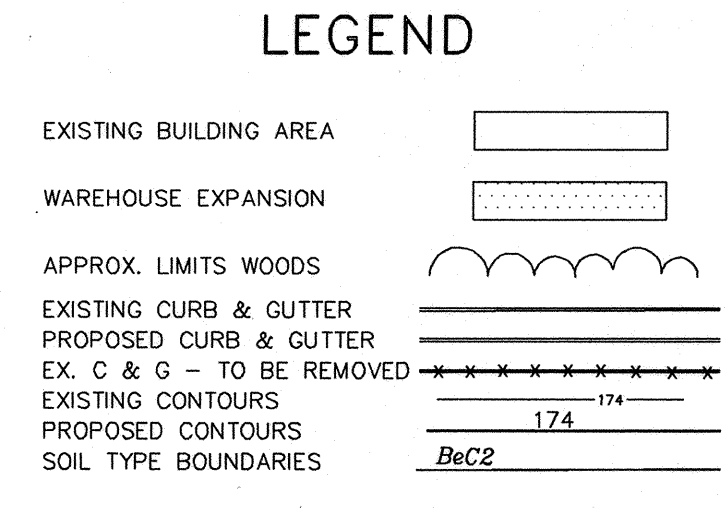 LEGEND
EXISTING BUILDING AREA
WAREHOUSE EXPANSION
APPROX. LIMITS WOODS
EXISTING CURB & GUTTER
PROPOSED CURB & GUTTER
EX. C & G - TO BE REMOVED
EXISTING CONTOURS 174
PROPOSED CONTOURS 174
SOIL TYPE BOUNDARIES BeC2